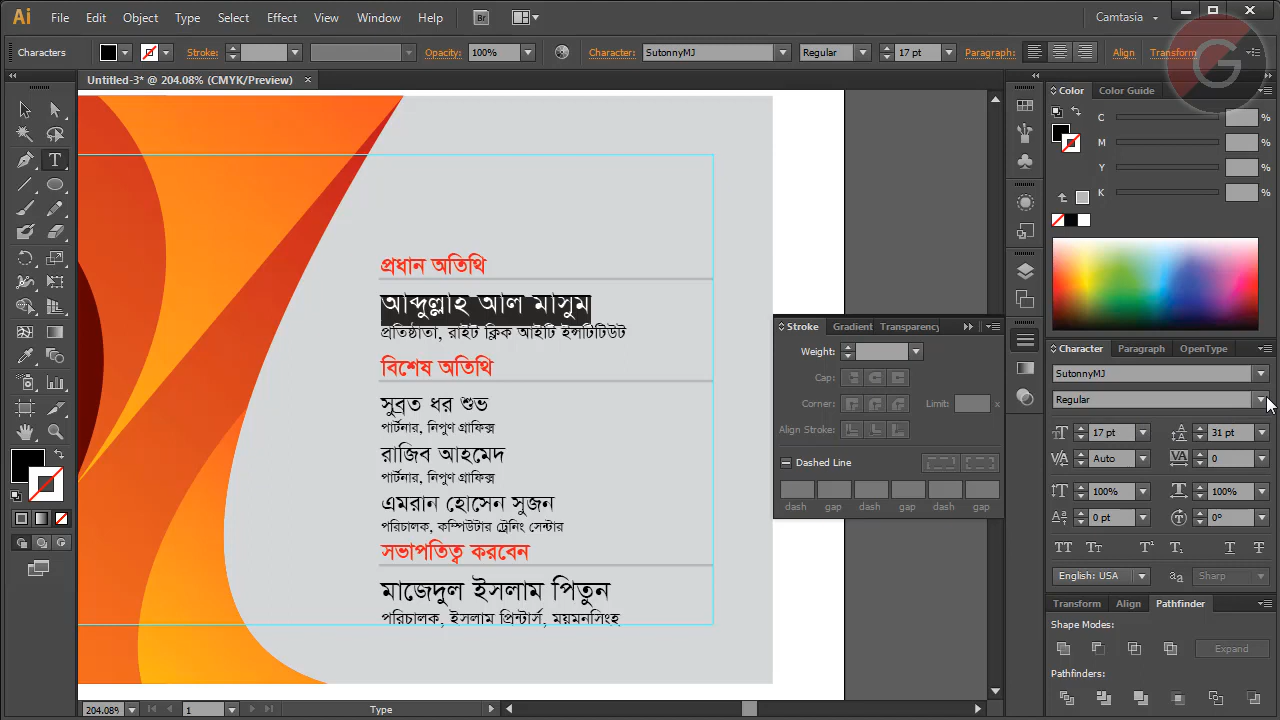 Ai File Edit Object Type Select Effect View Window Help Br Camtasia
Characters Stroke: Opacity: 100% Character: SutonnyMJ Regular 17 pt Paragraph: Align Transform
Untitled-3* @ 204.08% (CMYK/Preview) ×
Color Color Guide
C %
M %
Y %
K %
প্রধান অতিথি
আব্দুল্লাহ আল মাসুম
প্রতিষ্ঠাতা, রাইট ক্লিক আইটি ইন্সটিটিউট
বিশেষ অতিথি
সুব্রত ধর শুভ
পার্টনার, নিপুণ গ্রাফিক্স
রাজিব আহমেদ
পার্টনার, নিপুণ গ্রাফিক্স
এমরান হোসেন সুজন
পরিচালক, কম্পিউটার ট্রেনিং সেন্টার
সভাপতিত্ব করবেন
মাজেদুল ইসলাম পিতুন
পরিচালক, ইসলাম প্রিন্টার্স, ময়মনসিংহ
Stroke Gradient Transparency
Weight:
Cap:
Corner: Limit: x
Align Stroke:
Dashed Line
dash gap dash gap dash gap
Character Paragraph OpenType
SutonnyMJ
Regular
17 pt 31 pt
Auto 0
100% 100%
0 pt 0°
English: USA Sharp
Transform Align Pathfinder
Shape Modes:
Expand
Pathfinders:
204.08% 1 Type